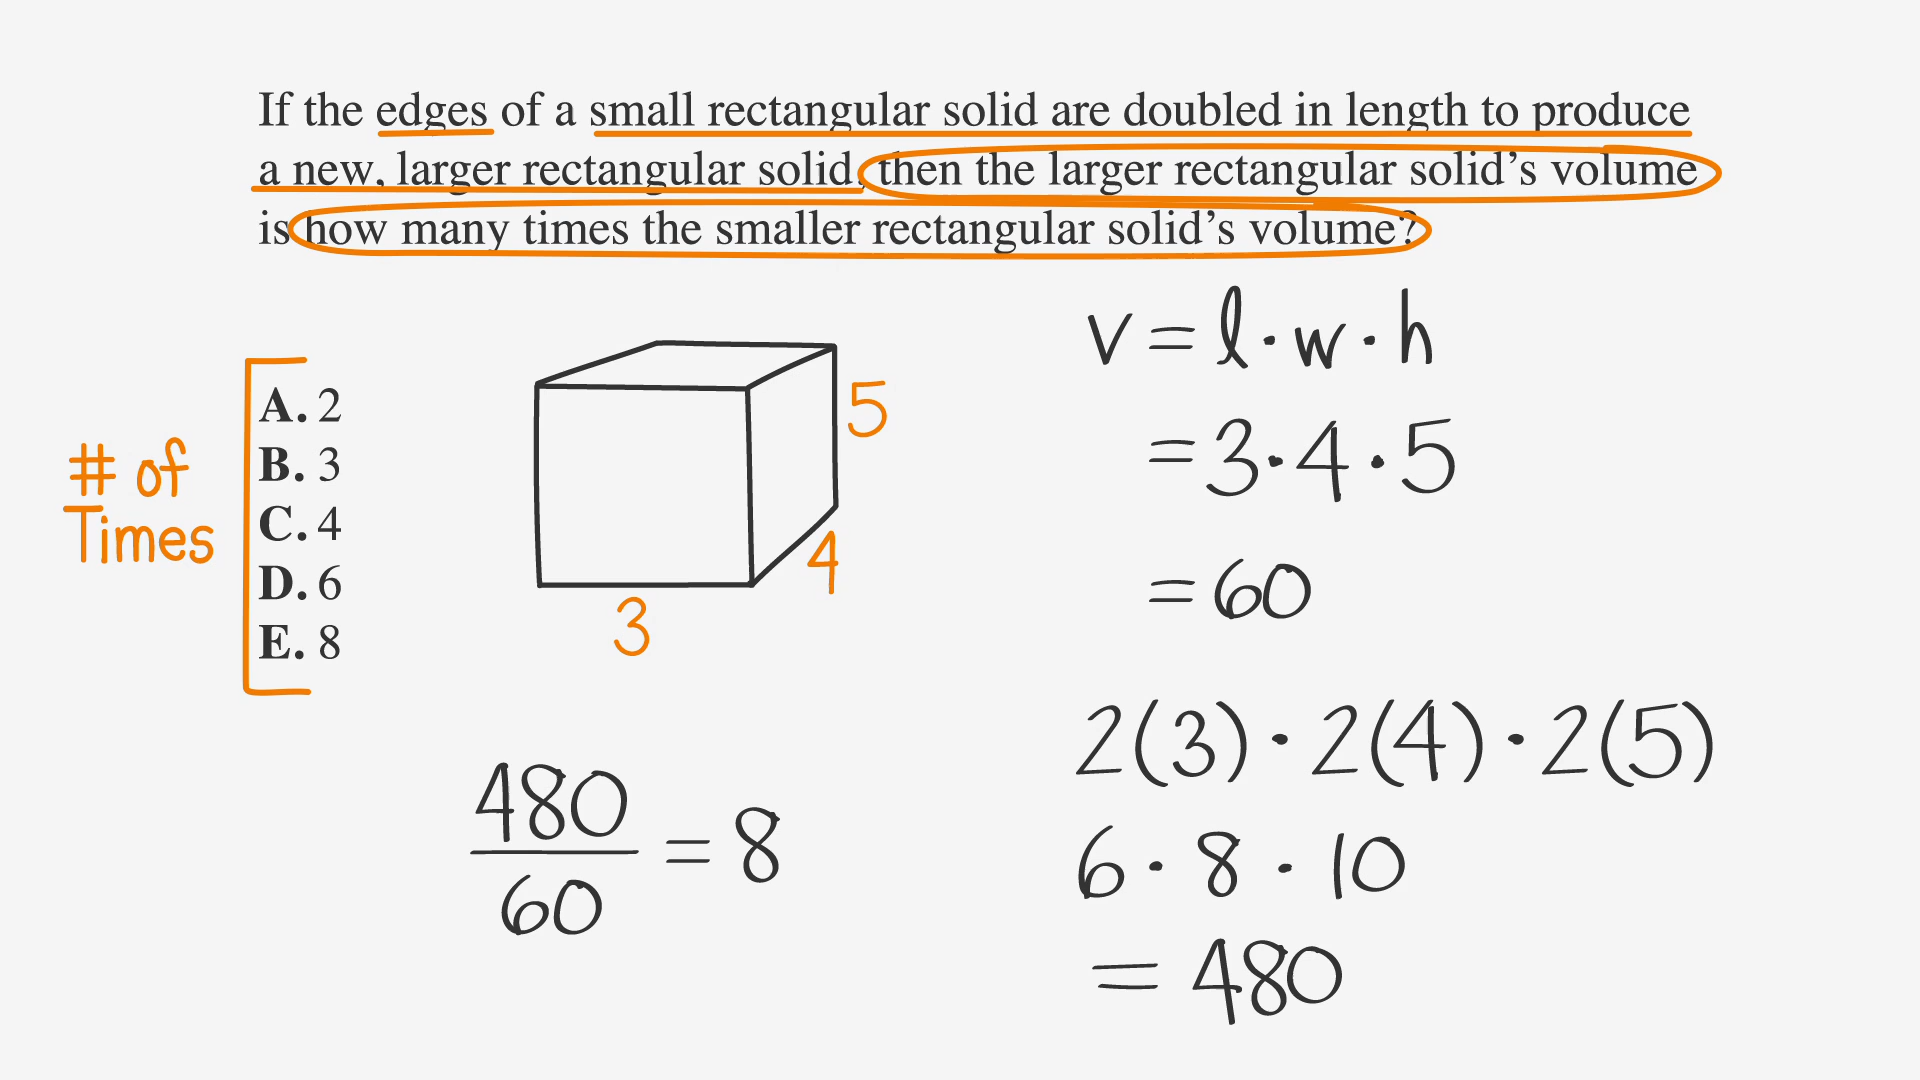 If the edges of a small rectangular solid are doubled in length to produce
a new, larger rectangular solid, then the larger rectangular solid’s volume
is how many times the smaller rectangular solid’s volume?
# of
Times
A. 2
B. 3
C. 4
D. 6
E. 8
5
4
3
v = l · w · h
= 3 · 4 · 5
= 60
2(3) · 2(4) · 2(5)
6 · 8 · 10
= 480
480
60
= 8